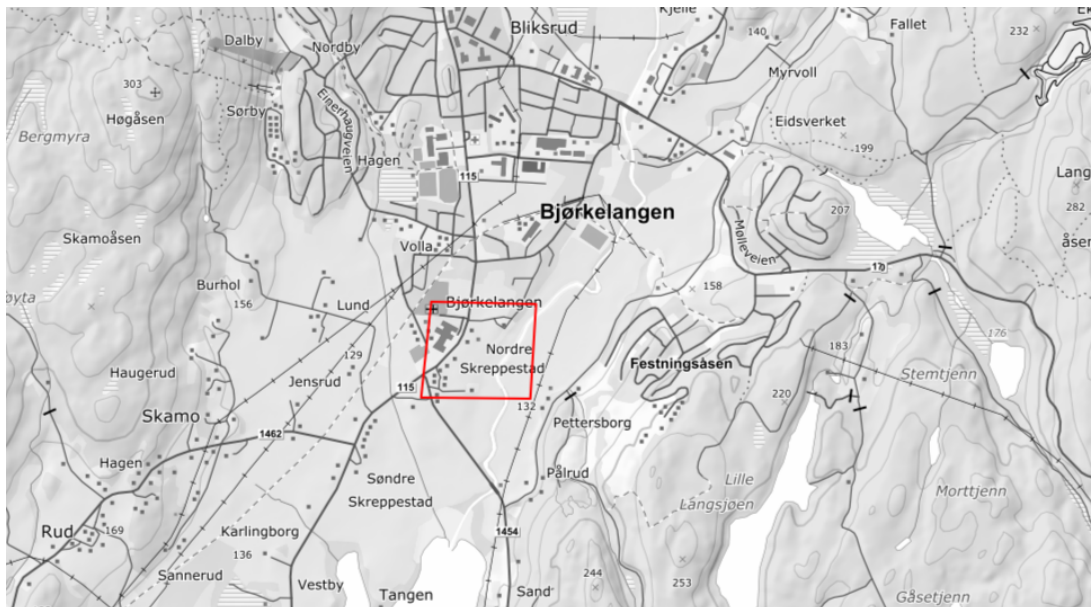 Kjelle
Bliksrud
Fallet
232
Dalby
Nordby
140
Myrvoll
303
Høgåsen
Sørby
Einerhaugveien
Eidsverket
199
Bergmyra
Hagen
115
Lang
282
åsen
Bjørkelangen
207
Skamoåsen
Volla
Mølleveien
170
Burhol
156
Lund
158
Bjørkelangen
176
129
Nordre
Skreppestad
Festningsåsen
183
Stemtjenn
Haugerud
Jensrud
115
132
220
Skamo
1462
Pettersborg
Hagen
Søndre
Skreppestad
Pålrud
Lille
Langsjøen
Morttjenn
Rud
169
Karlingborg
136
1454
Sannerud
Vestby
Tangen
Sand
244
253
Gåsetjenn